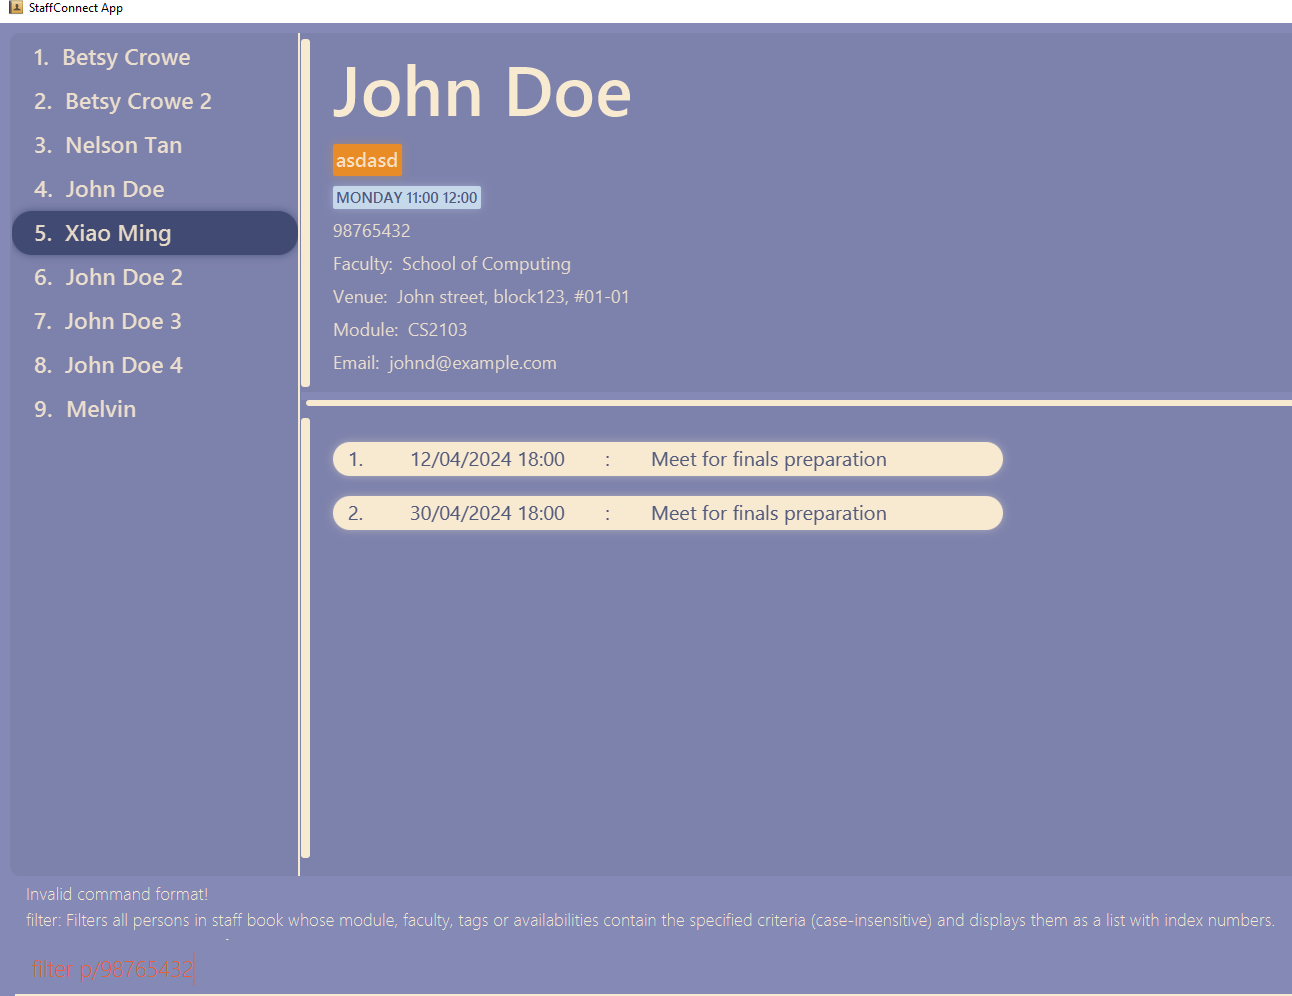 StaffConnect App
1. Betsy Crowe
2. Betsy Crowe 2
3. Nelson Tan
4. John Doe
5. Xiao Ming
6. John Doe 2
7. John Doe 3
8. John Doe 4
9. Melvin
John Doe
asdasd
MONDAY 11:00 12:00
98765432
Faculty: School of Computing
Venue: John street, block123, #01-01
Module: CS2103
Email: johnd@example.com
1. 12/04/2024 18:00 : Meet for finals preparation
2. 30/04/2024 18:00 : Meet for finals preparation
Invalid command format!
filter: Filters all persons in staff book whose module, faculty, tags or availabilities contain the specified criteria (case-insensitive) and displays them as a list with index numbers.
filter p/98765432